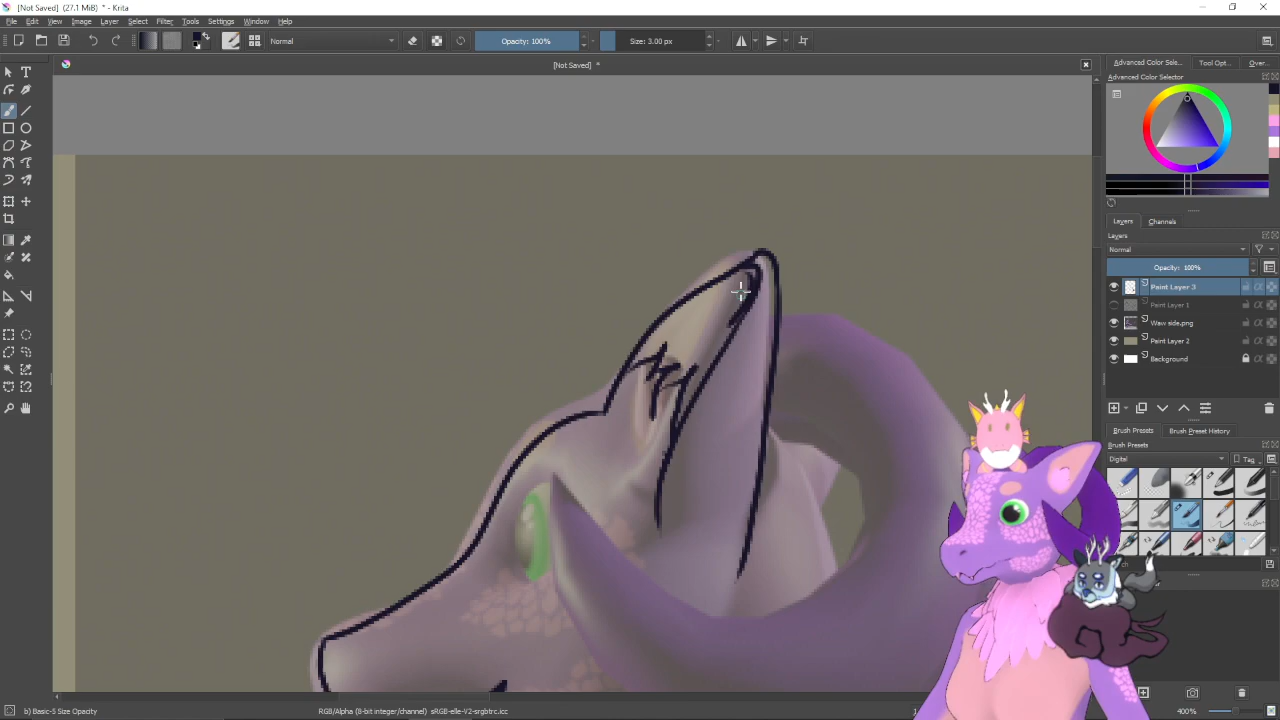 [Not Saved] (27.1 MiB) * - Krita
File Edit View Image Layer Select Filter Tools Settings Window Help
Normal Opacity: 100% Size: 3.00 px
[Not Saved] *
Advanced Color Sele... Tool Opt... Over...
Advanced Color Selector
Layers Channels
Layers
Normal
Opacity: 100%
Paint Layer 3
Paint Layer 1
Waw side.png
Paint Layer 2
Background
Brush Presets Brush Preset History
Brush Presets
Digital Tag
b) Basic-5 Size Opacity RGB/Alpha (8-bit integer/channel) sRGB-elle-V2-srgbtrc.icc 400%